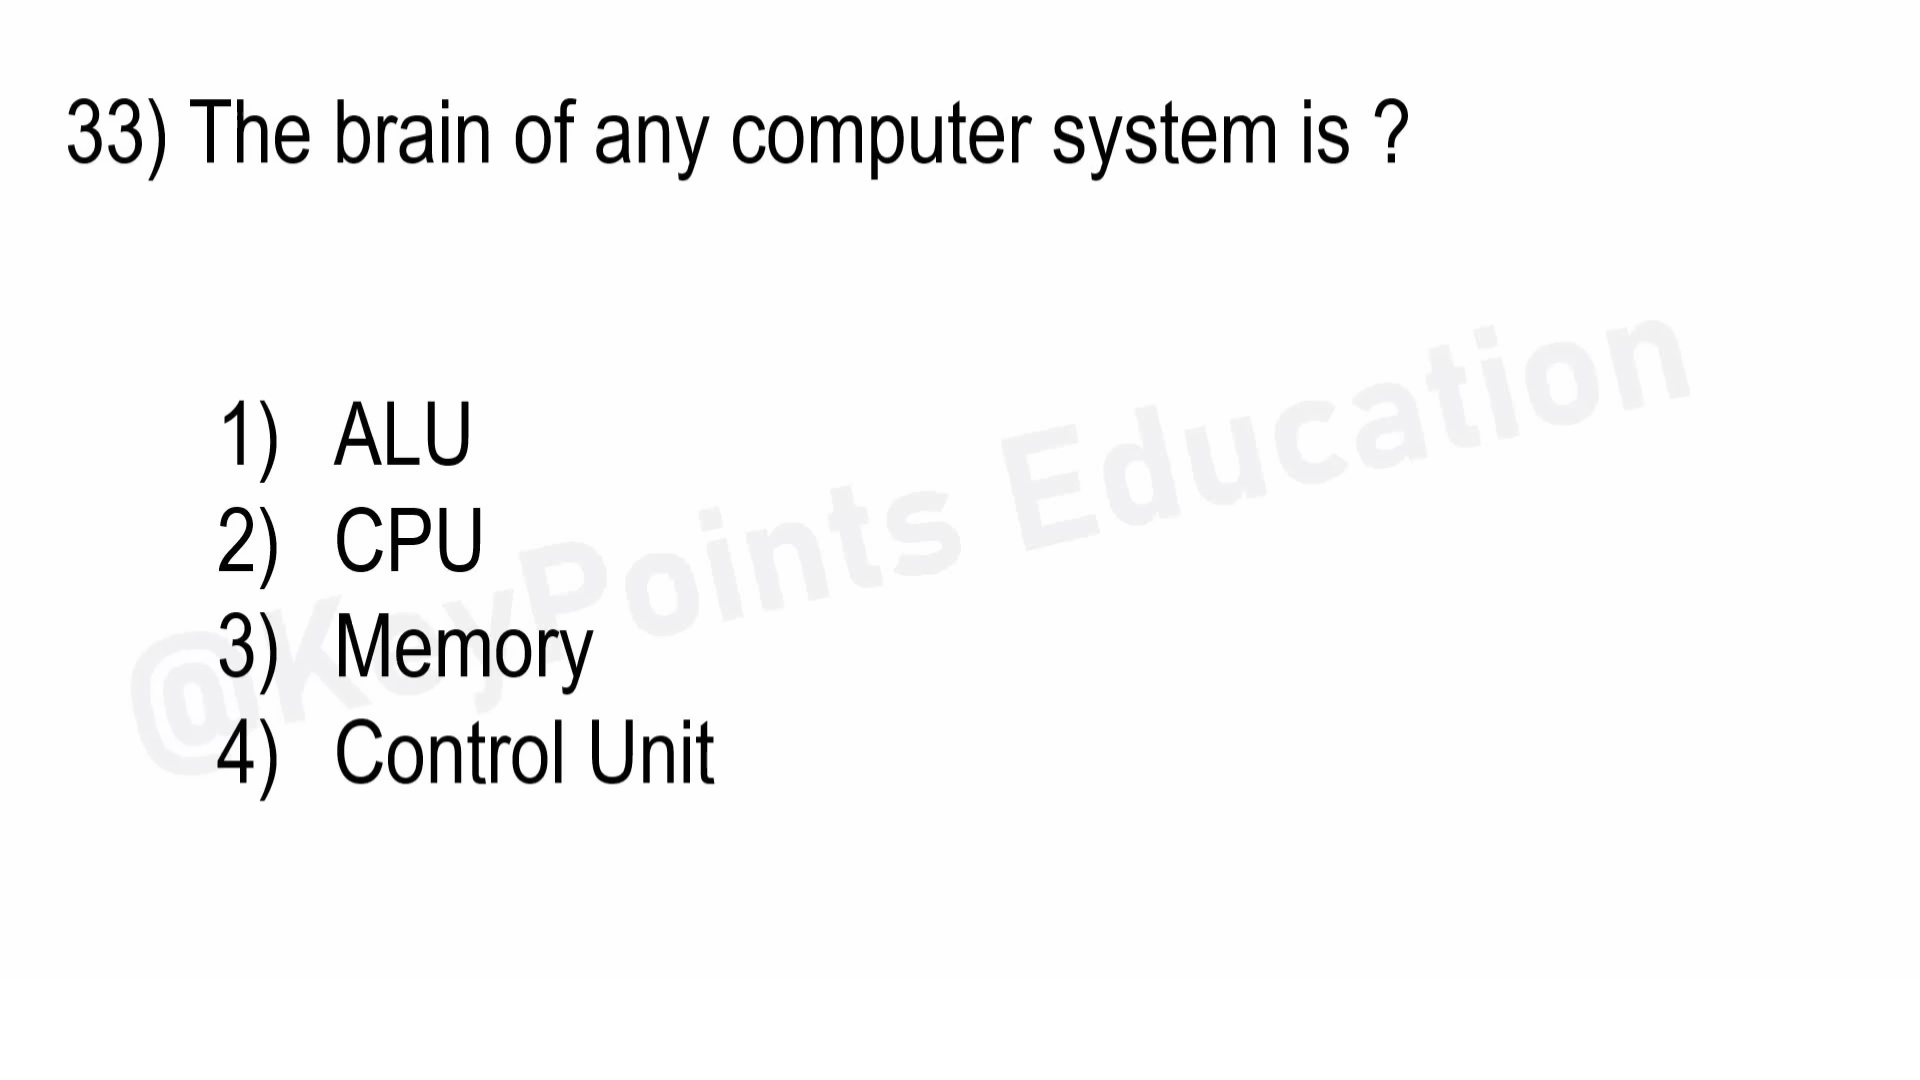 33) The brain of any computer system is ?
1) ALU
2) CPU
3) Memory
4) Control Unit
@KeyPoints Education